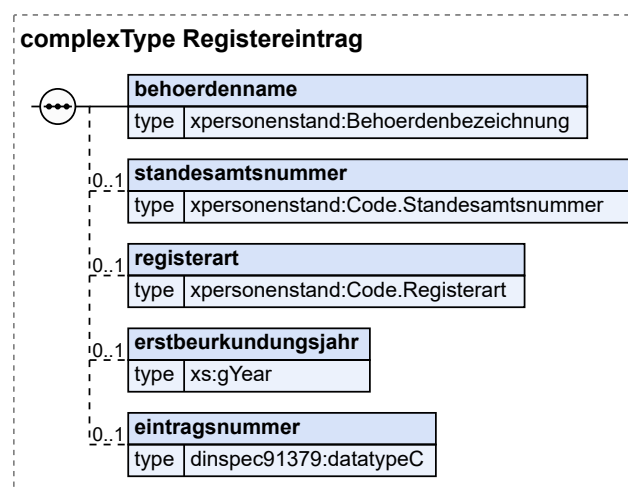 complexType Registereintrag
behoerdenname
type xpersonenstand:Behoerdenbezeichnung
0..1 standesamtsnummer
type xpersonenstand:Code.Standesamtsnummer
0..1 registerart
type xpersonenstand:Code.Registerart
0..1 erstbeurkundungsjahr
type xs:gYear
0..1 eintragsnummer
type dinspec91379:datatypeC